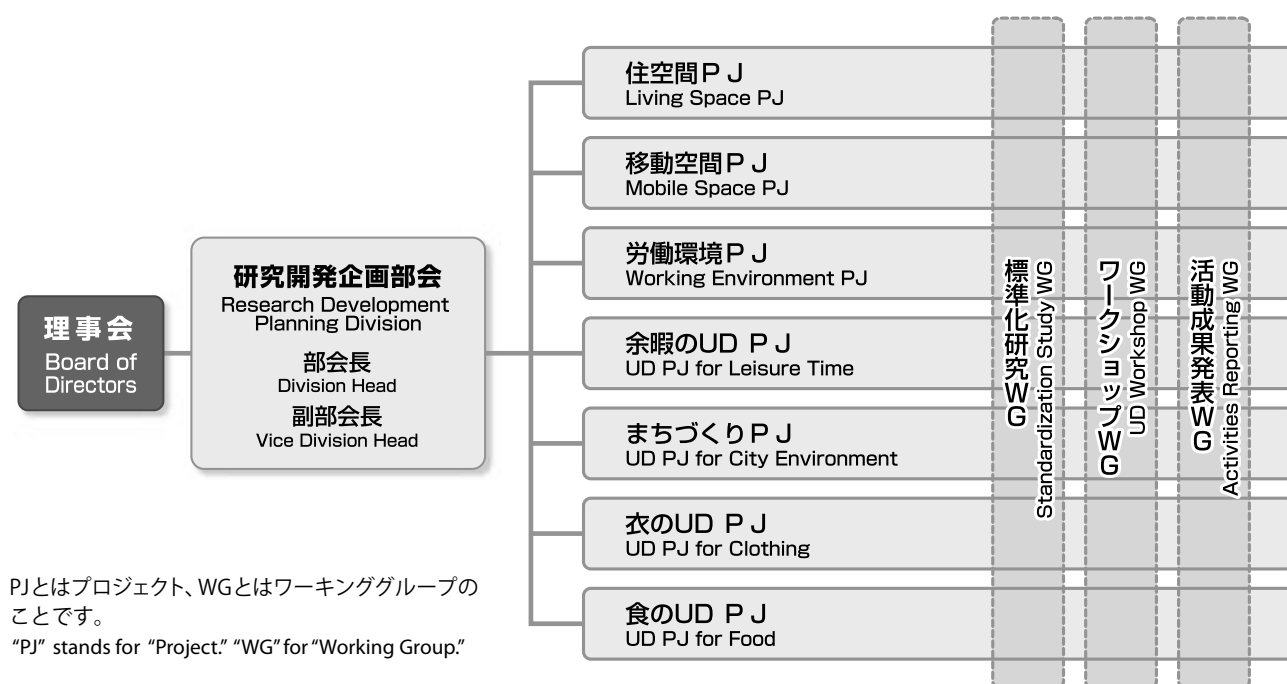 理事会
Board of
Directors
研究開発企画部会
Research Development
Planning Division
部会長
Division Head
副部会長
Vice Division Head
住空間ＰＪ
Living Space PJ
移動空間ＰＪ
Mobile Space PJ
労働環境ＰＪ
Working Environment PJ
余暇のUD ＰＪ
UD PJ for Leisure Time
まちづくりＰＪ
UD PJ for City Environment
衣のUD ＰＪ
UD PJ for Clothing
食のUD ＰＪ
UD PJ for Food
標準化研究WG
Standardization Study WG
ワークショップWG
UD Workshop WG
活動成果発表WG
Activities Reporting WG
PJとはプロジェクト、WGとはワーキンググループの
ことです。
“PJ” stands for “Project.” “WG” for “Working Group.”